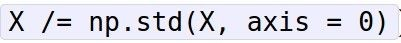 X /= np.std(X, axis = 0)